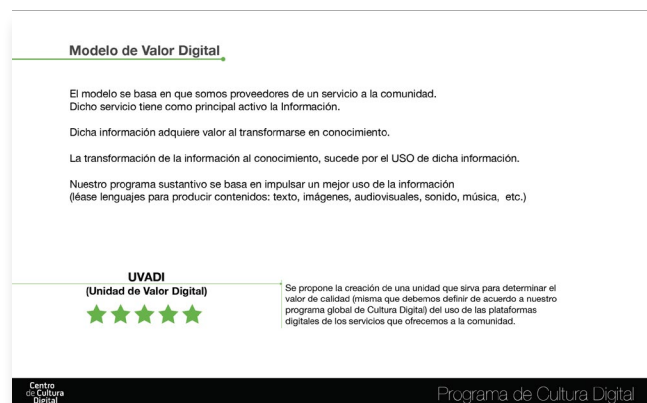 Modelo de Valor Digital
El modelo se basa en que somos proveedores de un servicio a la comunidad.
Dicho servicio tiene como principal activo la Información.
Dicha información adquiere valor al transformarse en conocimiento.
La transformación de la información al conocimiento, sucede por el USO de dicha información.
Nuestro programa sustantivo se basa en impulsar un mejor uso de la información
(léase lenguajes para producir contenidos: texto, imágenes, audiovisuales, sonido, música, etc.)
UVADI
(Unidad de Valor Digital)
Se propone la creación de una unidad que sirva para determinar el
valor de calidad (misma que debemos definir de acuerdo a nuestro
programa global de Cultura Digital) del uso de las plataformas
digitales de los servicios que ofrecemos a la comunidad.
Centro
de Cultura
Digital
Programa de Cultura Digital